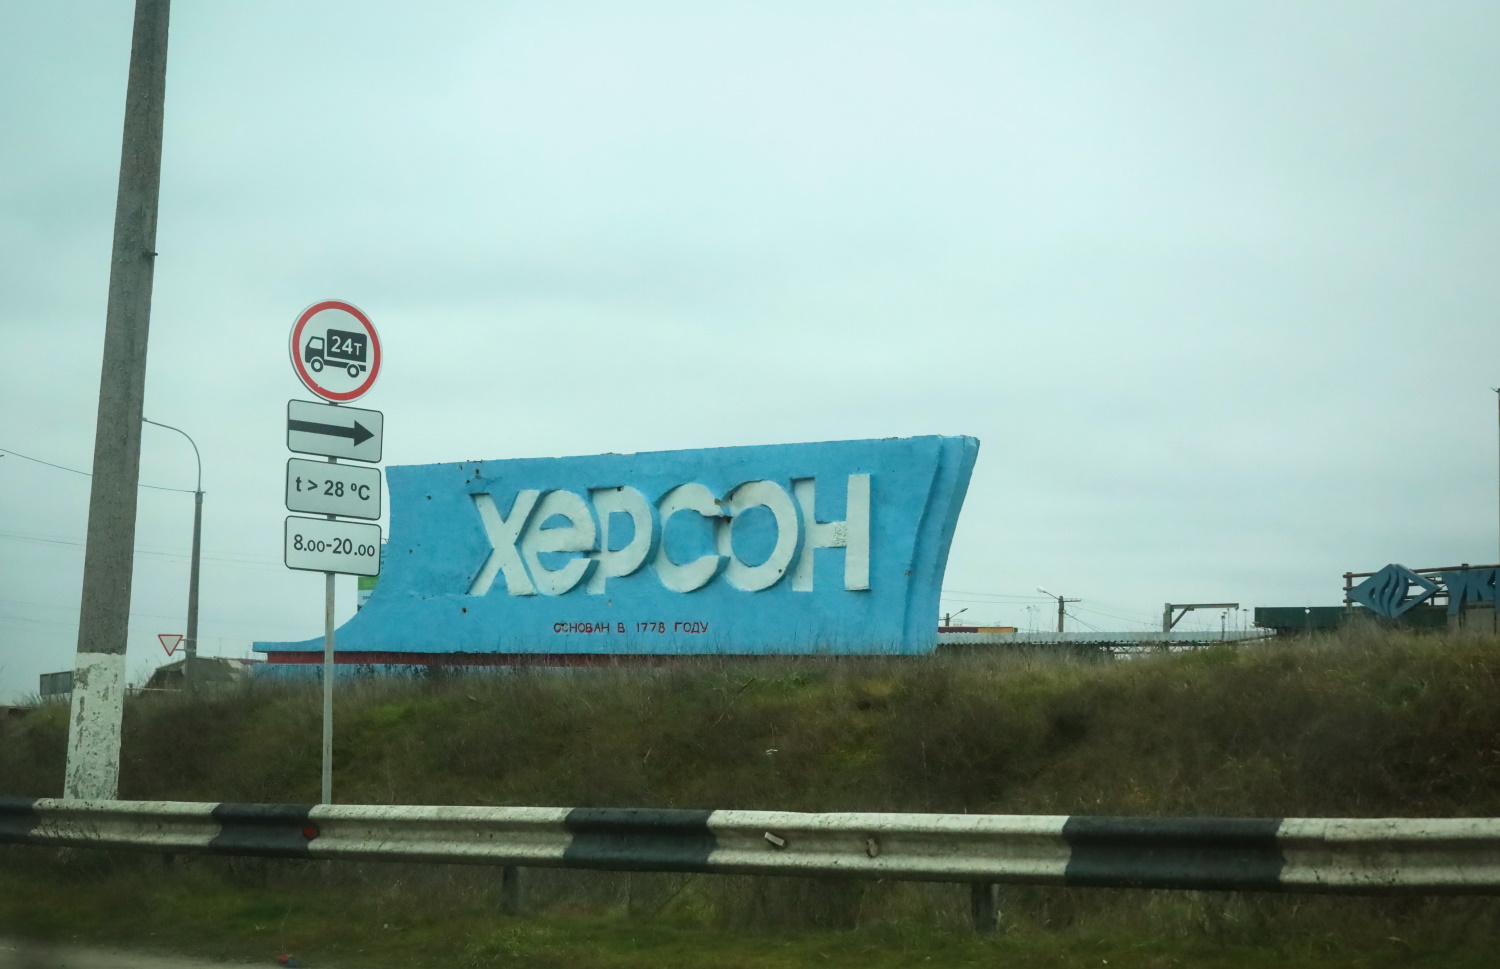 24т
t > 28 ºC
8.00-20.00
Херсон
ОСНОВАН В 1778 ГОДУ